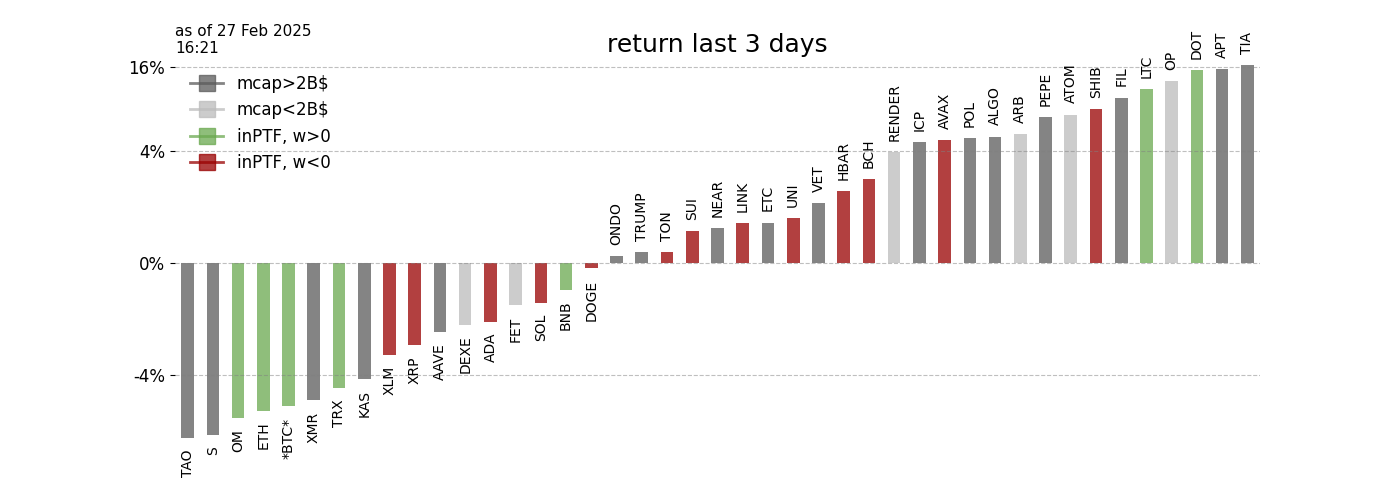 as of 27 Feb 2025
16:21
return last 3 days
16%
4%
0%
-4%
mcap>2B$
mcap<2B$
inPTF, w>0
inPTF, w<0
TAO
S
OM
ETH
*BTC*
XMR
TRX
KAS
XLM
XRP
AAVE
DEXE
ADA
FET
SOL
BNB
DOGE
ONDO
TRUMP
TON
SUI
NEAR
LINK
ETC
UNI
VET
HBAR
BCH
RENDER
ICP
AVAX
POL
ALGO
ARB
PEPE
ATOM
SHIB
FIL
LTC
OP
DOT
APT
TIA